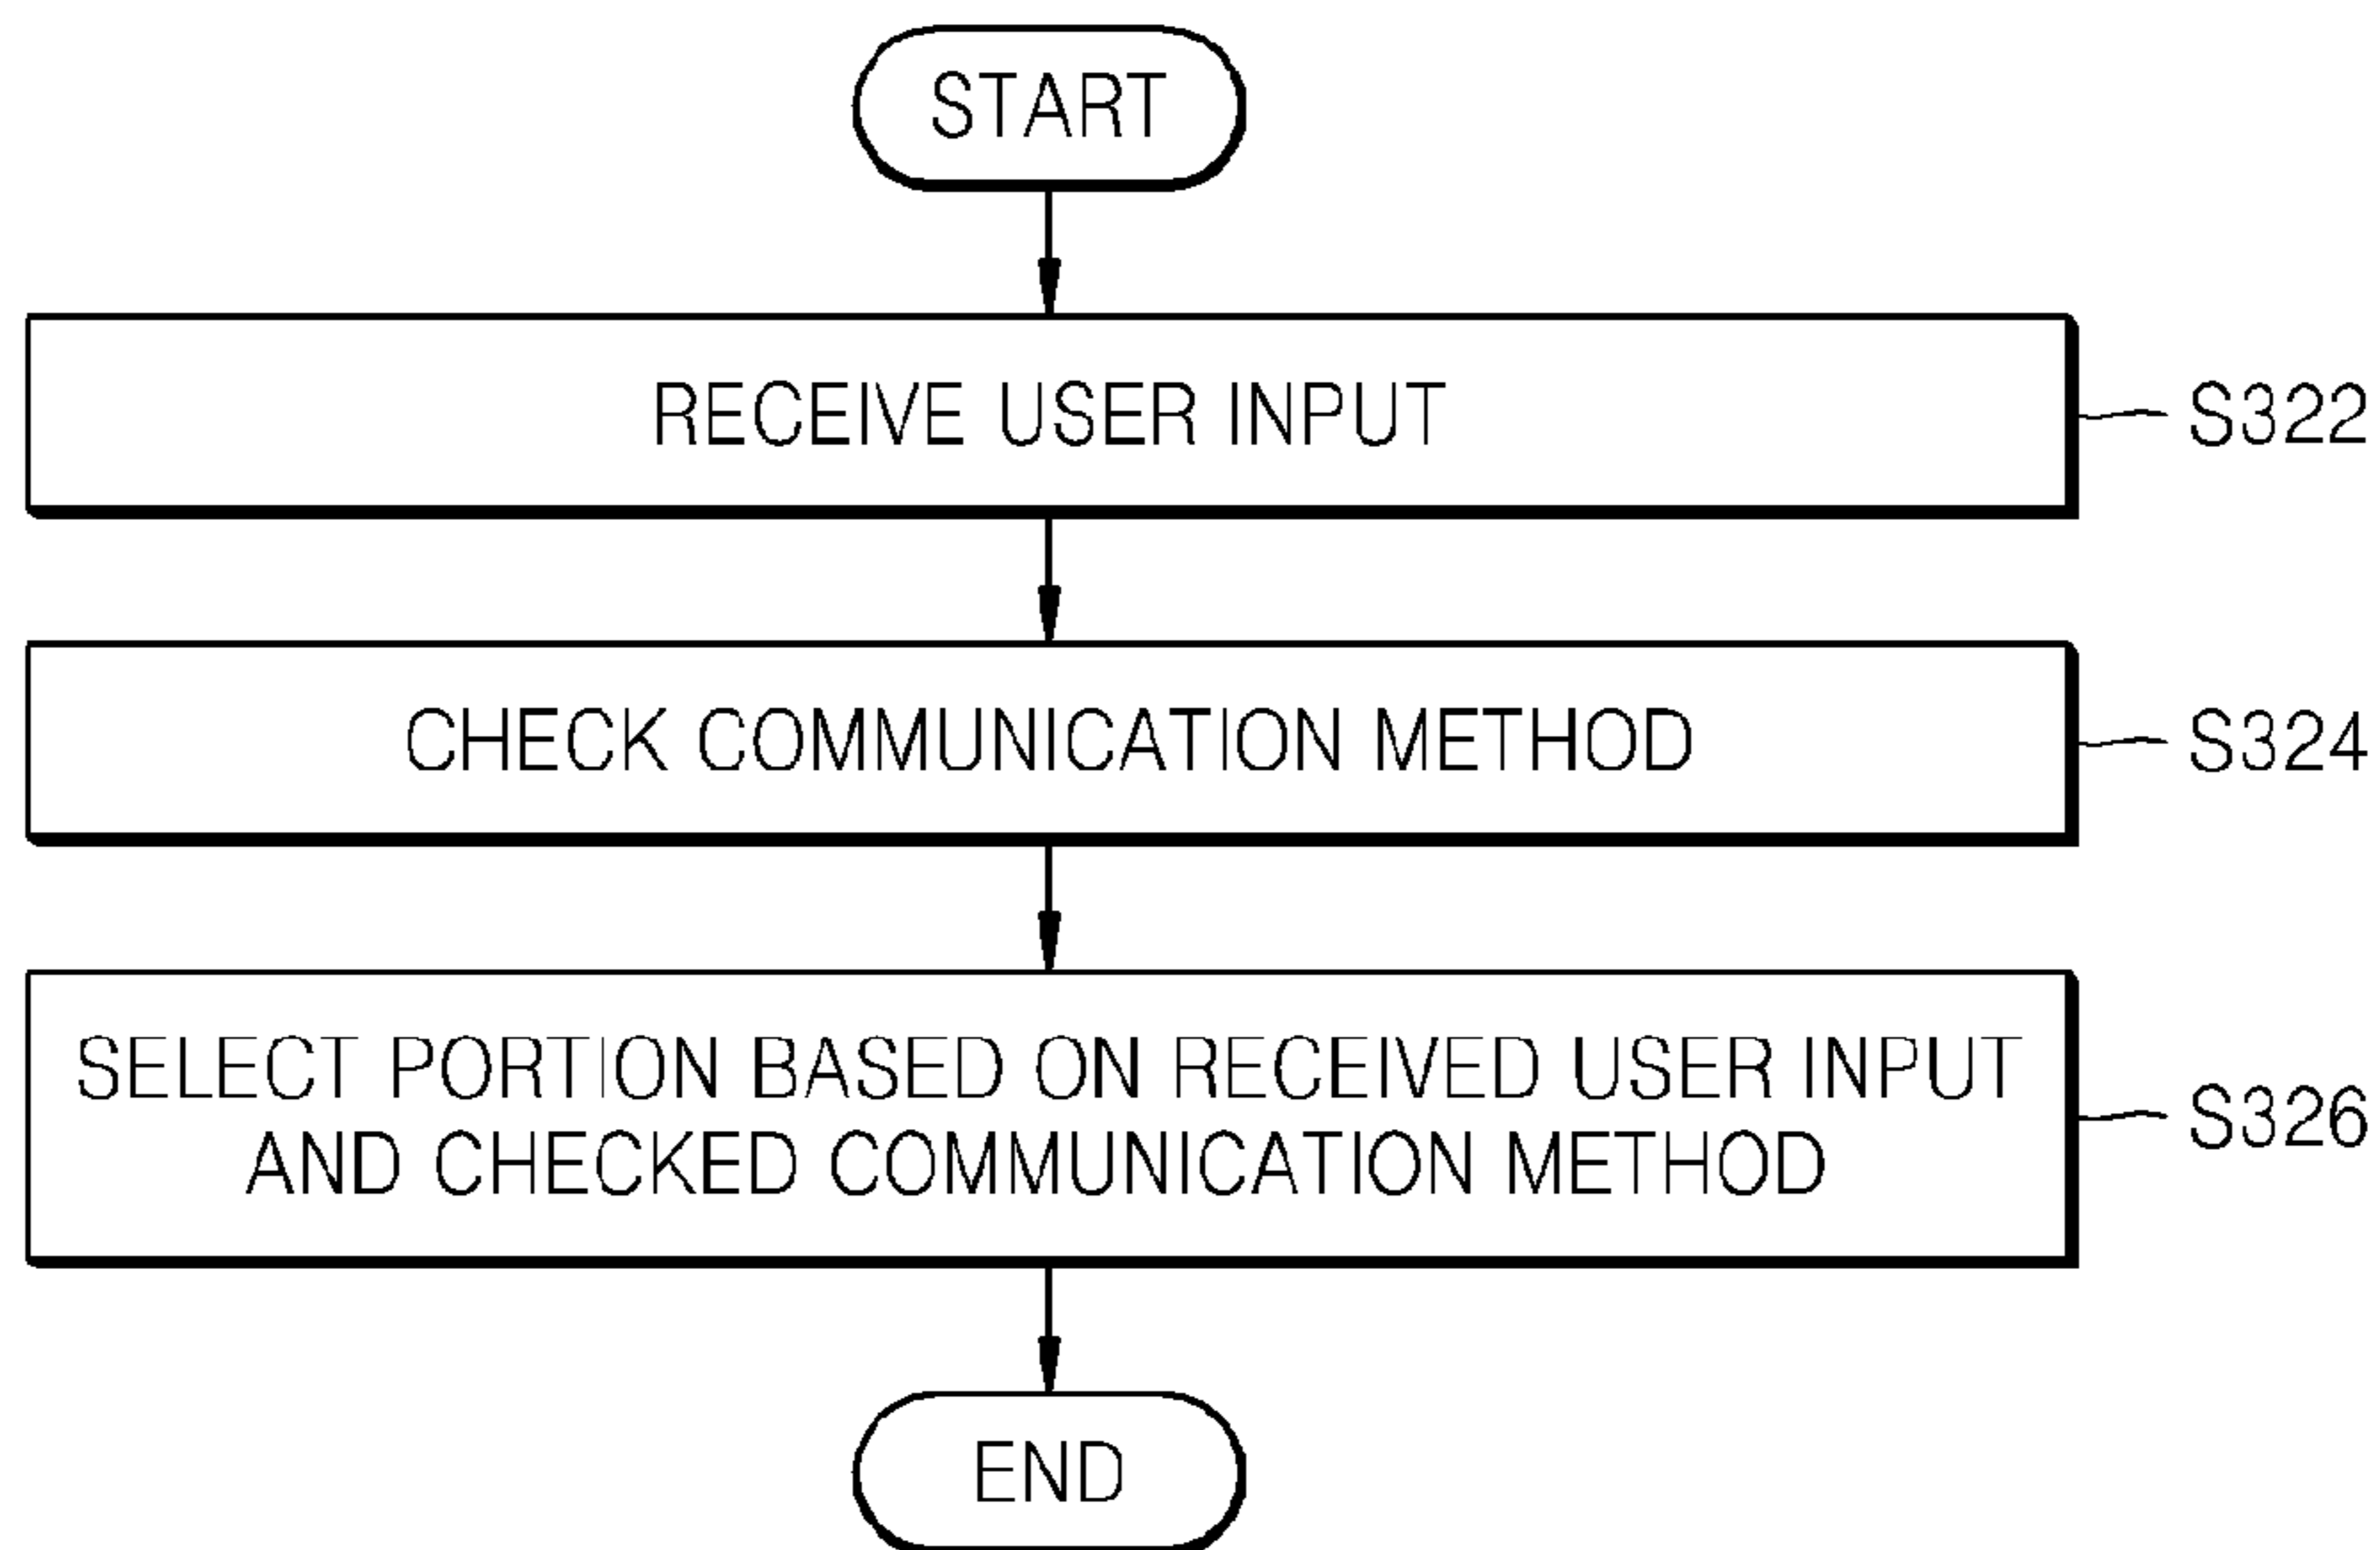 START
RECEIVE USER INPUT
S322
CHECK COMMUNICATION METHOD
S324
SELECT PORTION BASED ON RECEIVED USER INPUT
AND CHECKED COMMUNICATION METHOD
S326
END